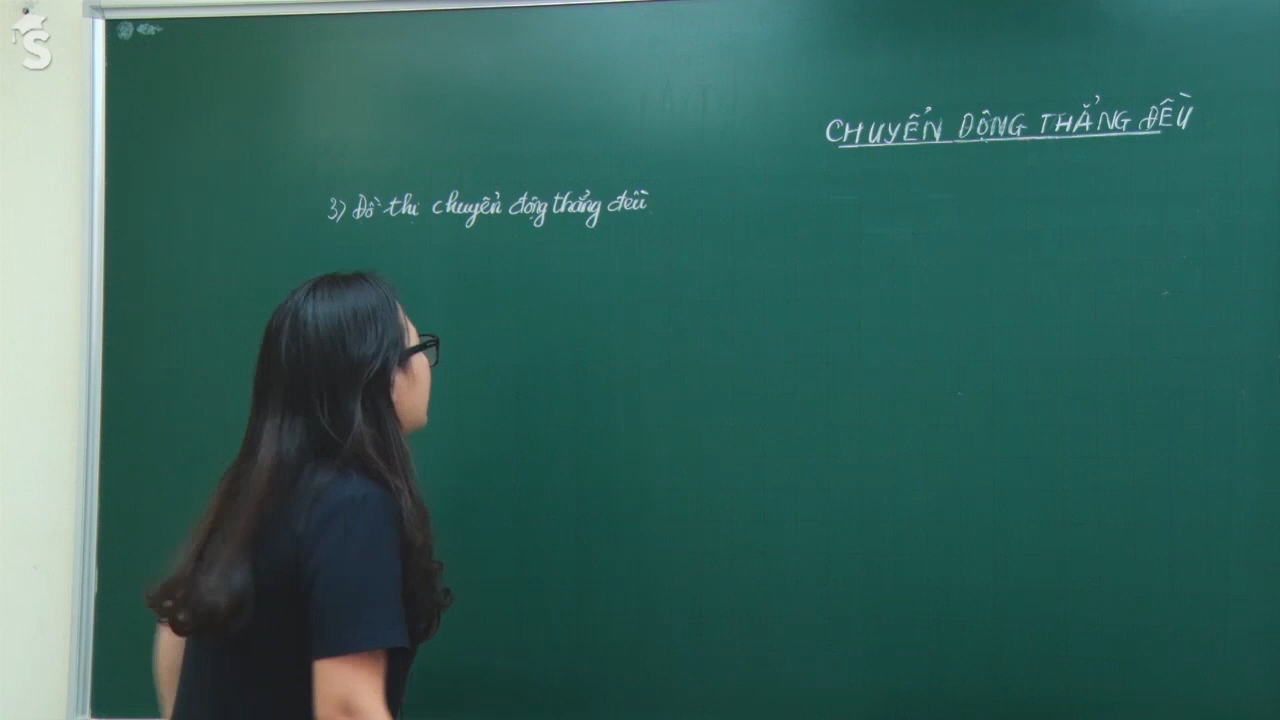 S
CHUYỂN ĐỘNG THẲNG ĐỀU
3) Đồ thị chuyển động thẳng đều